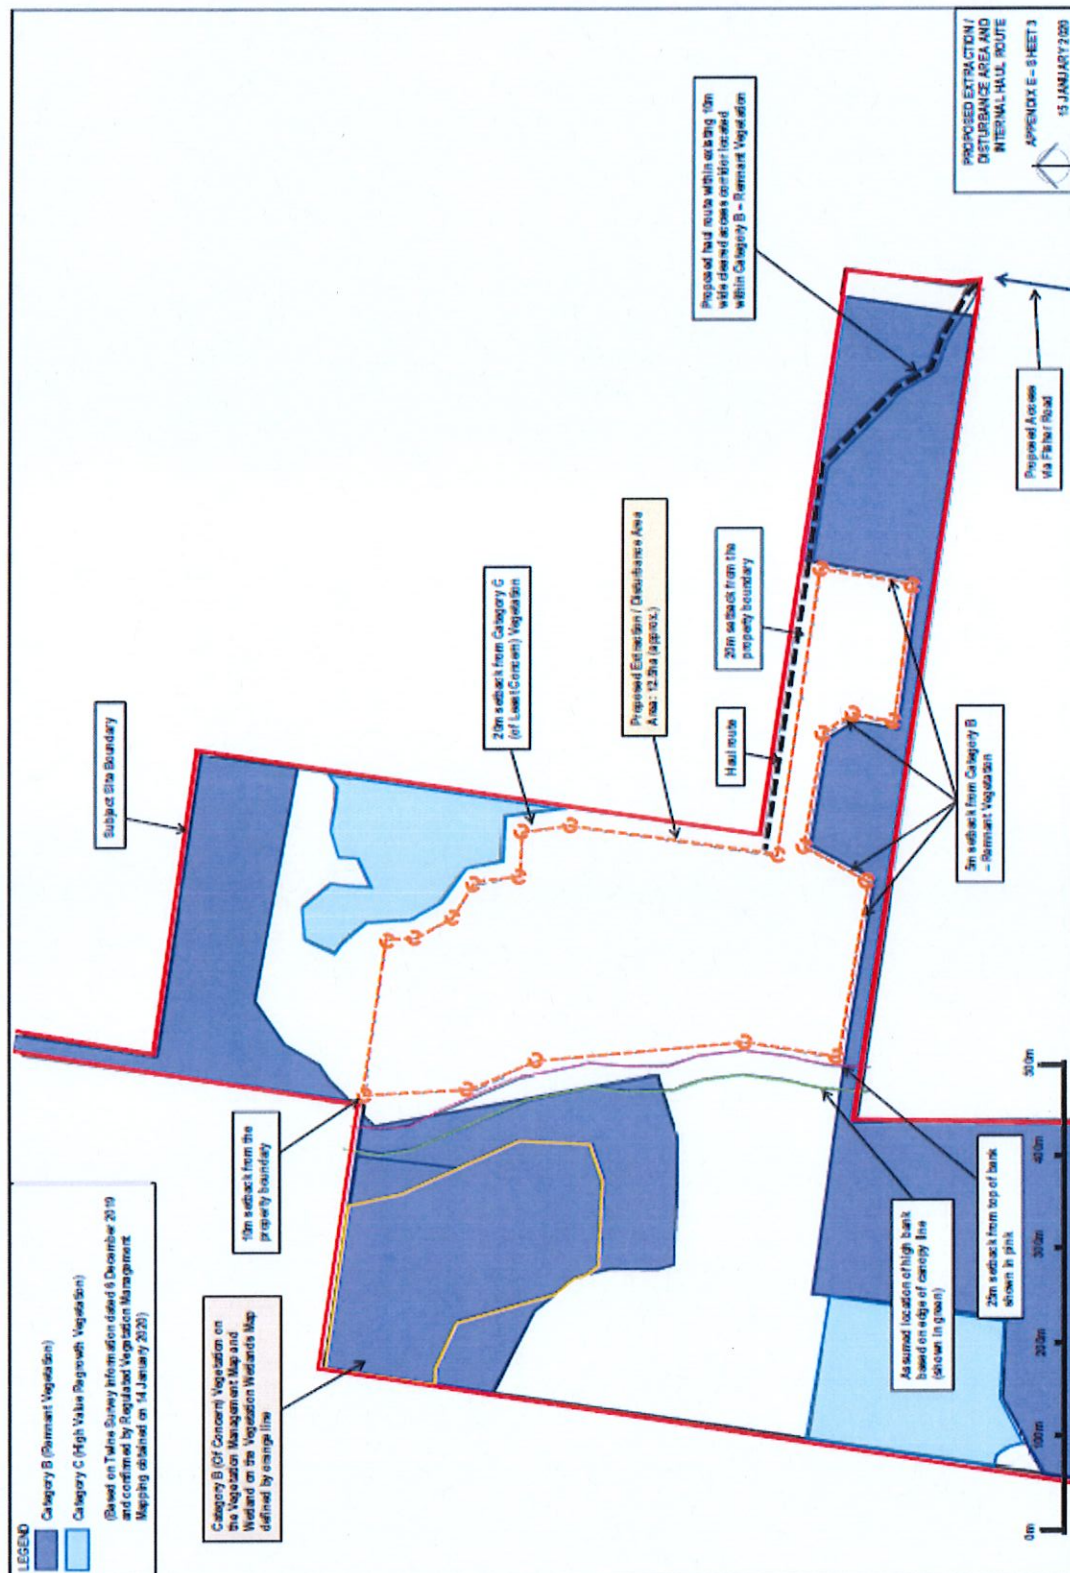 LEGEND
Category B (Remnant Vegetation)
Category C (High Value Regrowth Vegetation)
(Based on Twine Survey Information dated 6 December 2019
and confirmed by Regulated Vegetation Management
Mapping obtained on 14 January 2020)
Category B (Of Concern) Vegetation on
the Vegetation Management Map and
Wetland on the Vegetation Wetlands Map
defined by orange line
10m setback from the
property boundary
Subject Site Boundary
20m setback from Category C
(of Least Concern) Vegetation
Proposed Extraction / Disturbance Area
Area: 12.5ha (approx.)
Haul route
20m setback from the
property boundary
Proposed haul route within existing 10m
wide cleared access corridor located
within Category B – Remnant Vegetation
Assumed location of high bank
based on edge of canopy line
(shown in green)
25m setback from top of bank
shown in pink
5m setback from Category B
– Remnant Vegetation
Proposed Access
via Fisher Road
0m
100m
200m
300m
400m
500m
PROPOSED EXTRACTION /
DISTURBANCE AREA AND
INTERNAL HAUL ROUTE
APPENDIX E – SHEET 3
15 JANUARY 2020